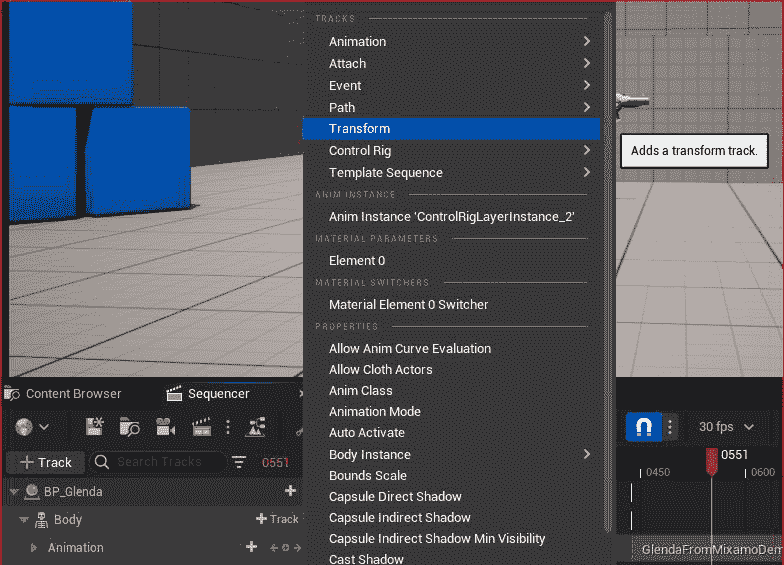 TRACKS
Animation
Attach
Event
Path
Transform
Control Rig
Template Sequence
Adds a transform track.
ANIM INSTANCE
Anim Instance 'ControlRigLayerInstance_2'
MATERIAL PARAMETERS
Element 0
MATERIAL SWITCHERS
Material Element 0 Switcher
PROPERTIES
Allow Anim Curve Evaluation
Allow Cloth Actors
Anim Class
Animation Mode
Auto Activate
Body Instance
Bounds Scale
Capsule Direct Shadow
Capsule Indirect Shadow
Capsule Indirect Shadow Min Visibility
Cast Shadow
Content Browser
Sequencer
30 fps
Track
Search Tracks
0551
0551
0450
0600
BP_Glenda
Body
Track
Animation
GlendaFromMixamoDem